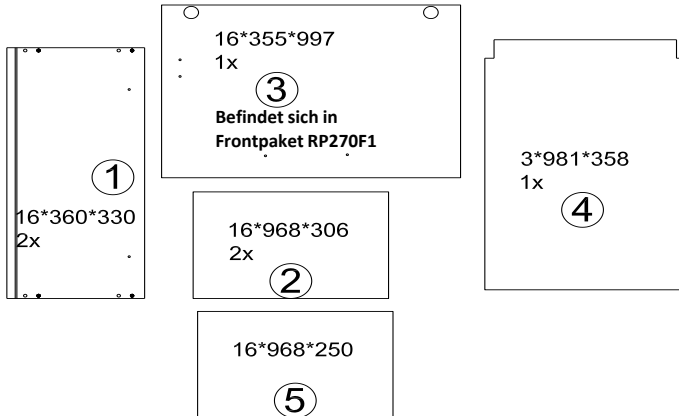 16*355*997
1x
3
Befindet sich in
Frontpaket RP270F1
1
16*360*330
2x
16*968*306
2x
2
3*981*358
1x
4
16*968*250
5